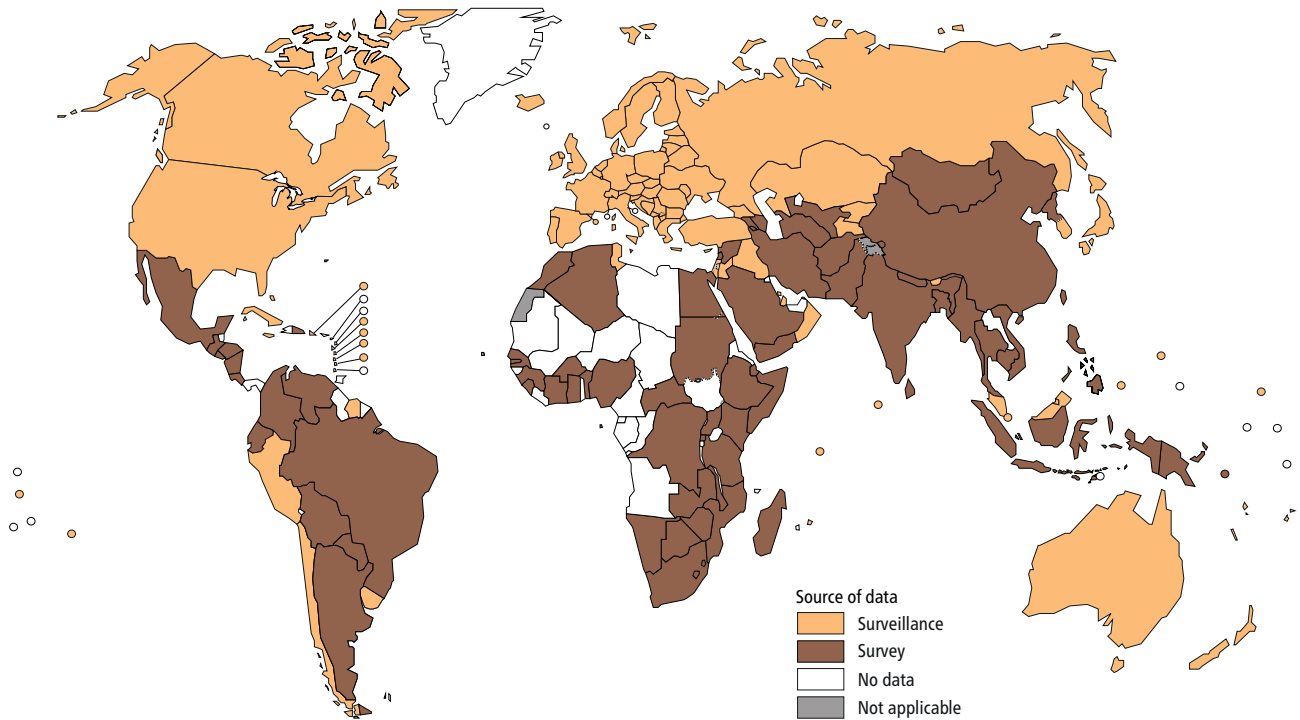 Source of data
Surveillance
Survey
No data
Not applicable